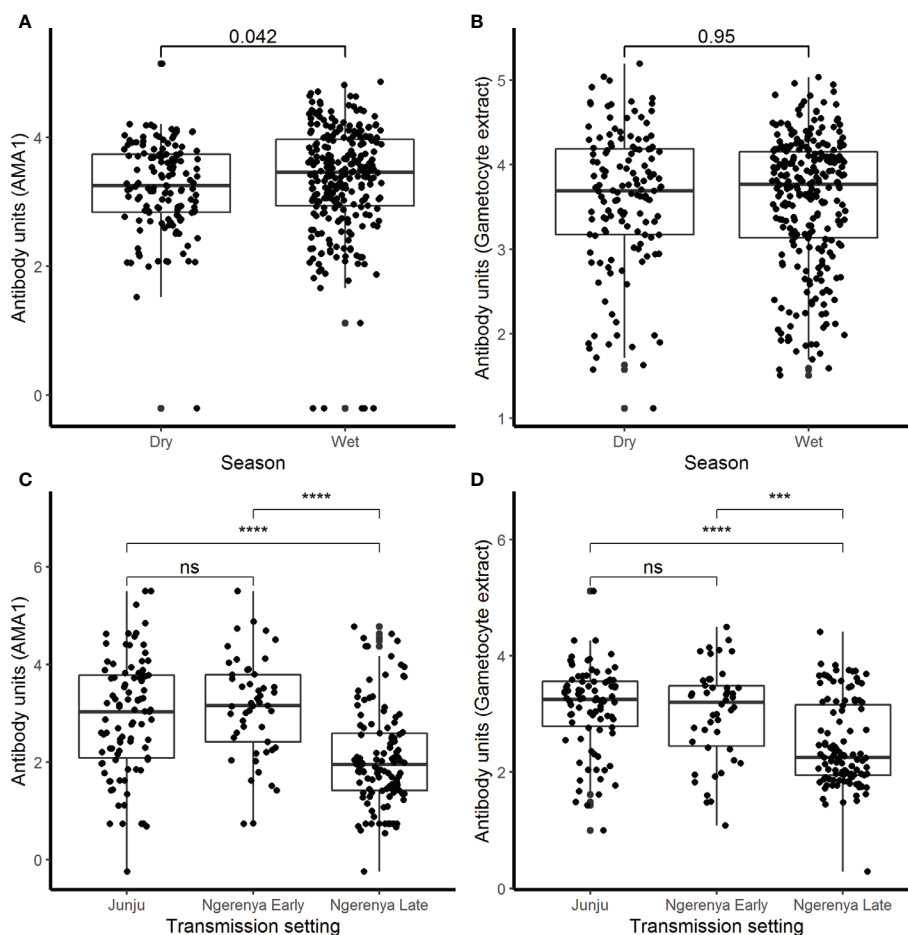 A
0.042
Antibody units (AMA1)
4
2
0
Dry
Wet
Season
B
0.95
Antibody units (Gametocyte extract)
5
4
3
2
1
Dry
Wet
Season
C
****
****
ns
Antibody units (AMA1)
6
4
2
0
Junju
Ngerenya Early
Ngerenya Late
Transmission setting
D
***
****
ns
Antibody units (Gametocyte extract)
6
4
2
0
Junju
Ngerenya Early
Ngerenya Late
Transmission setting